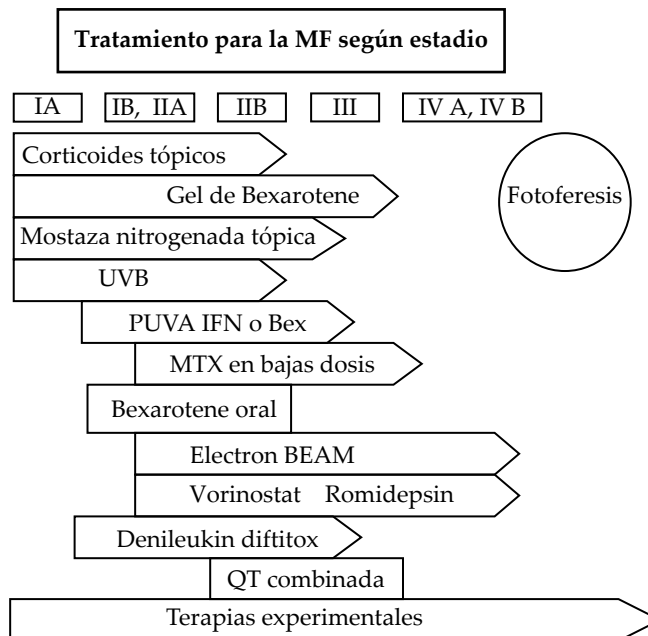 Tratamiento para la MF según estadio
IA
IB, IIA
IIB
III
IV A, IV B
Corticoides tópicos
Gel de Bexarotene
Fotoferesis
Mostaza nitrogenada tópica
UVB
PUVA IFN o Bex
MTX en bajas dosis
Bexarotene oral
Electron BEAM
Vorinostat Romidepsin
Denileukin diftitox
QT combinada
Terapias experimentales